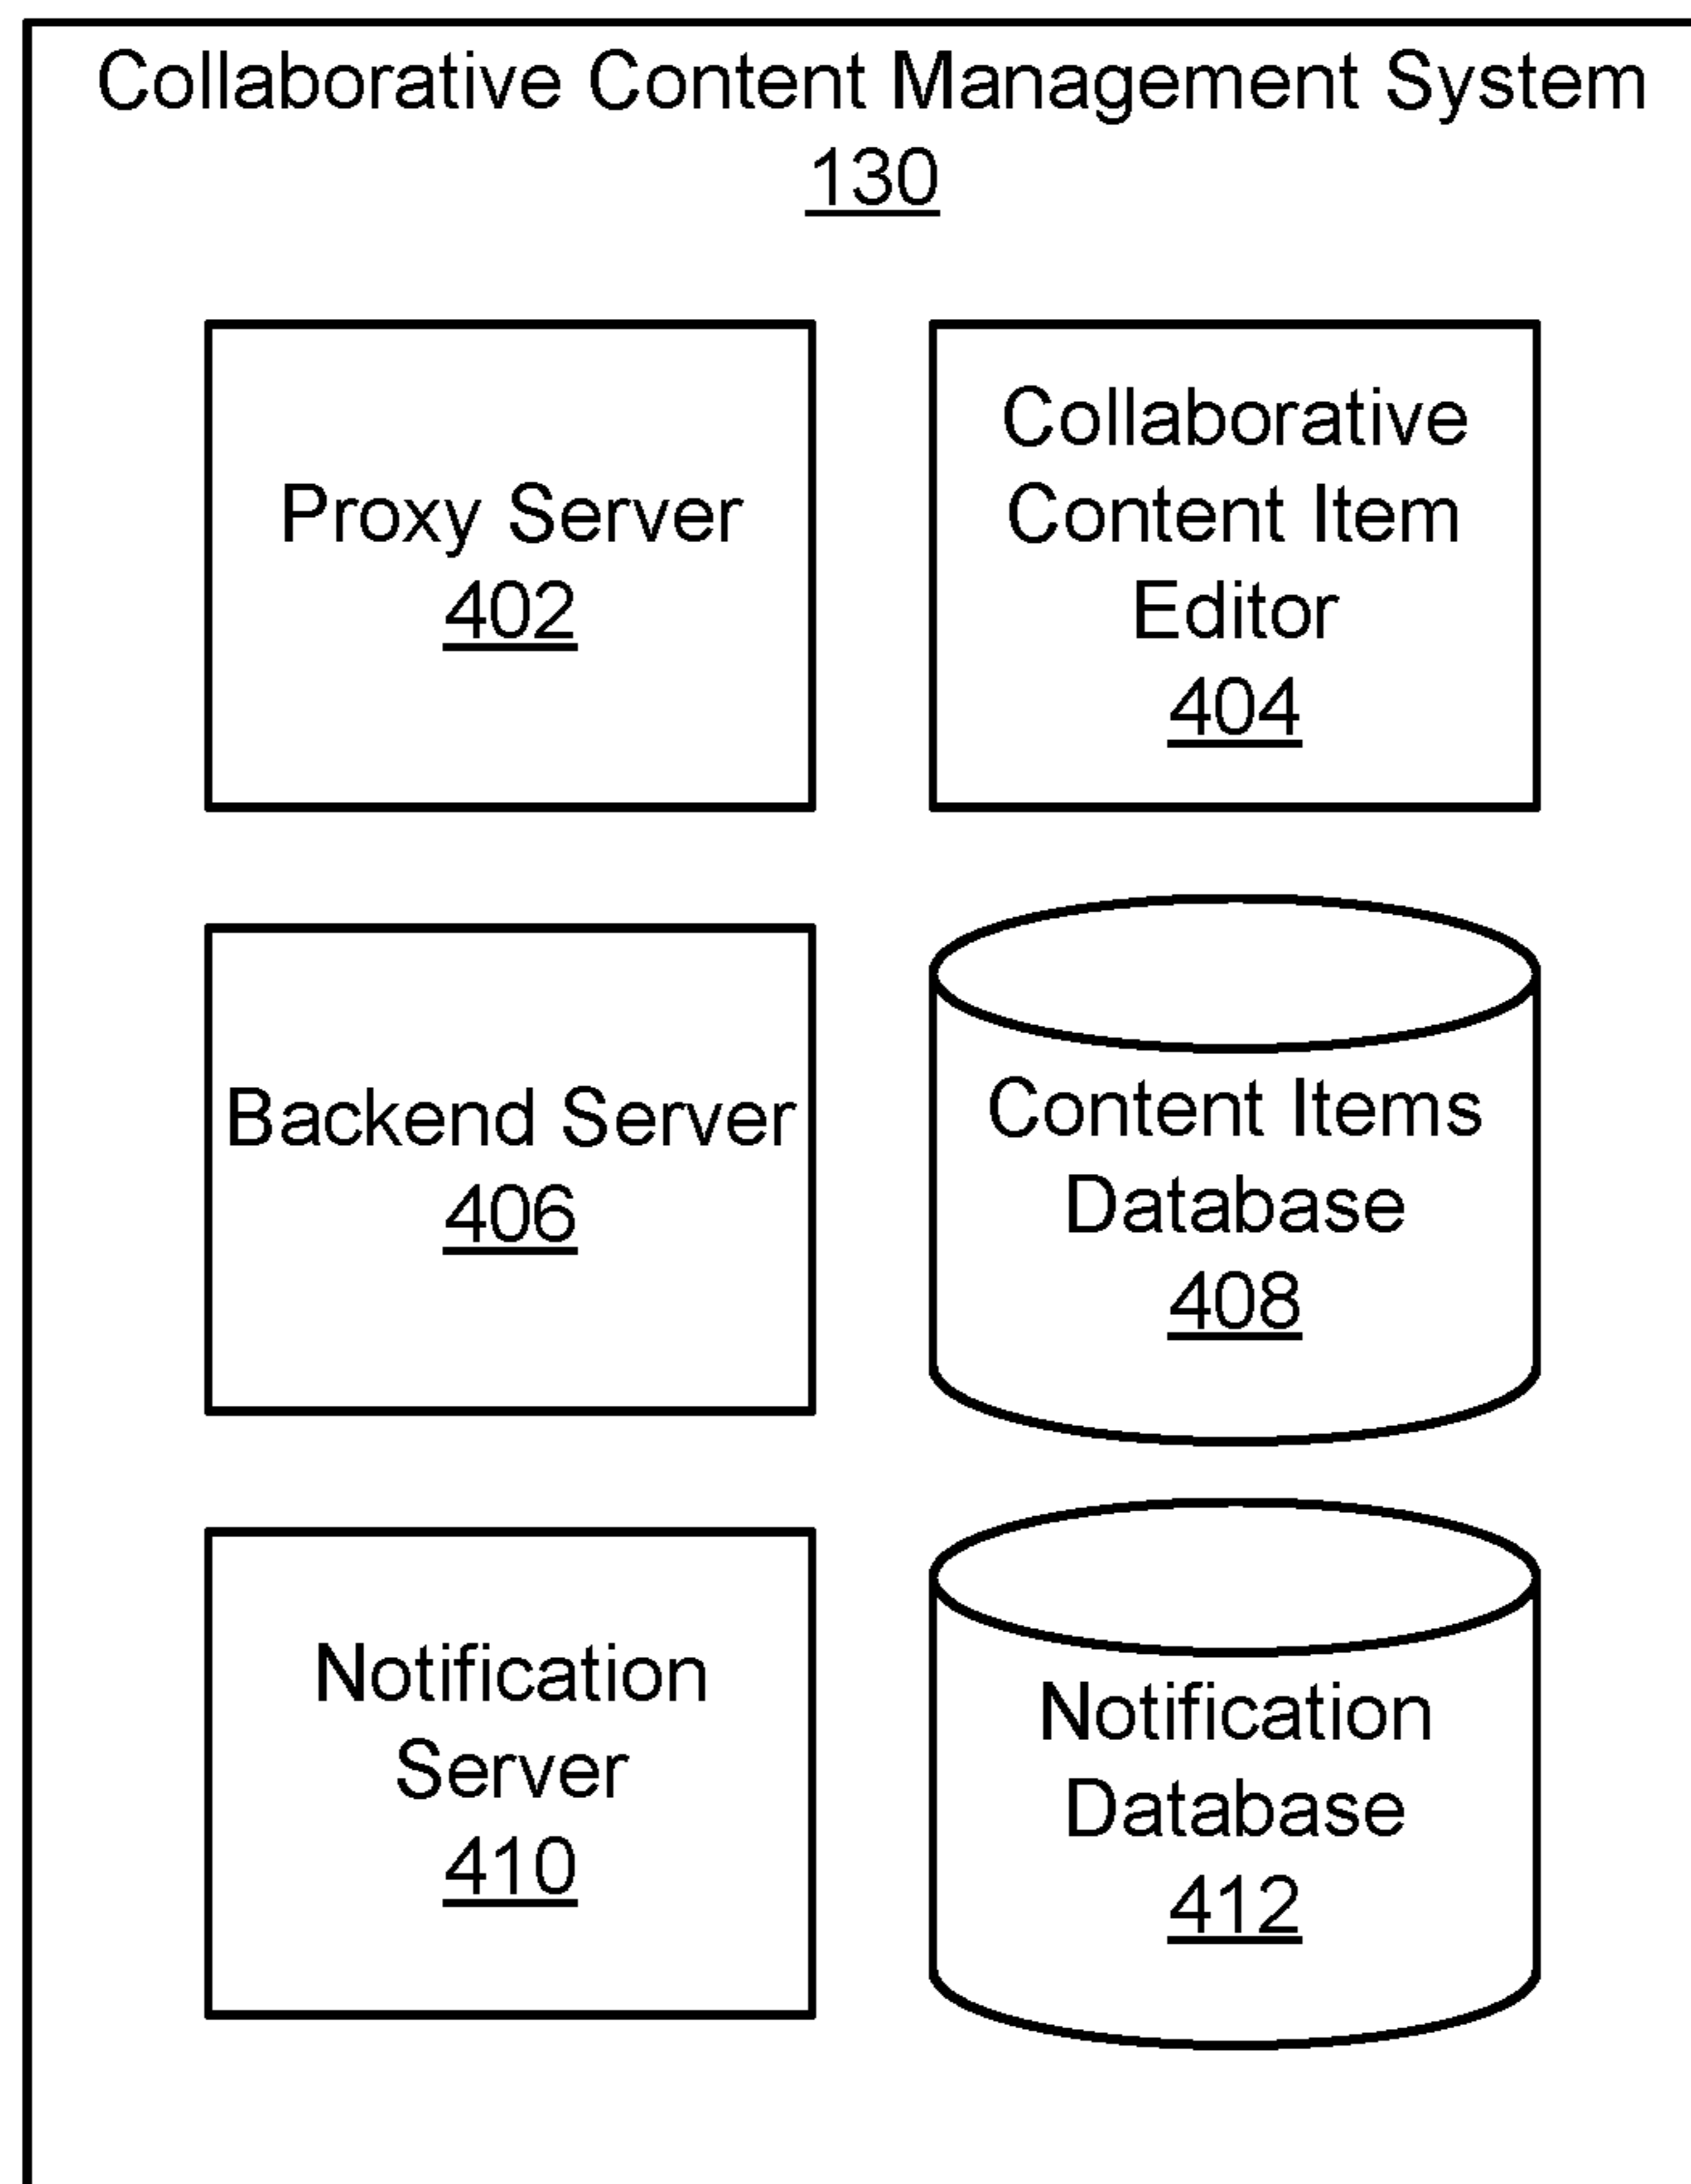 Collaborative Content Management System
130
Proxy Server
402
Collaborative
Content Item
Editor
404
Backend Server
406
Content Items
Database
408
Notification
Server
410
Notification
Database
412